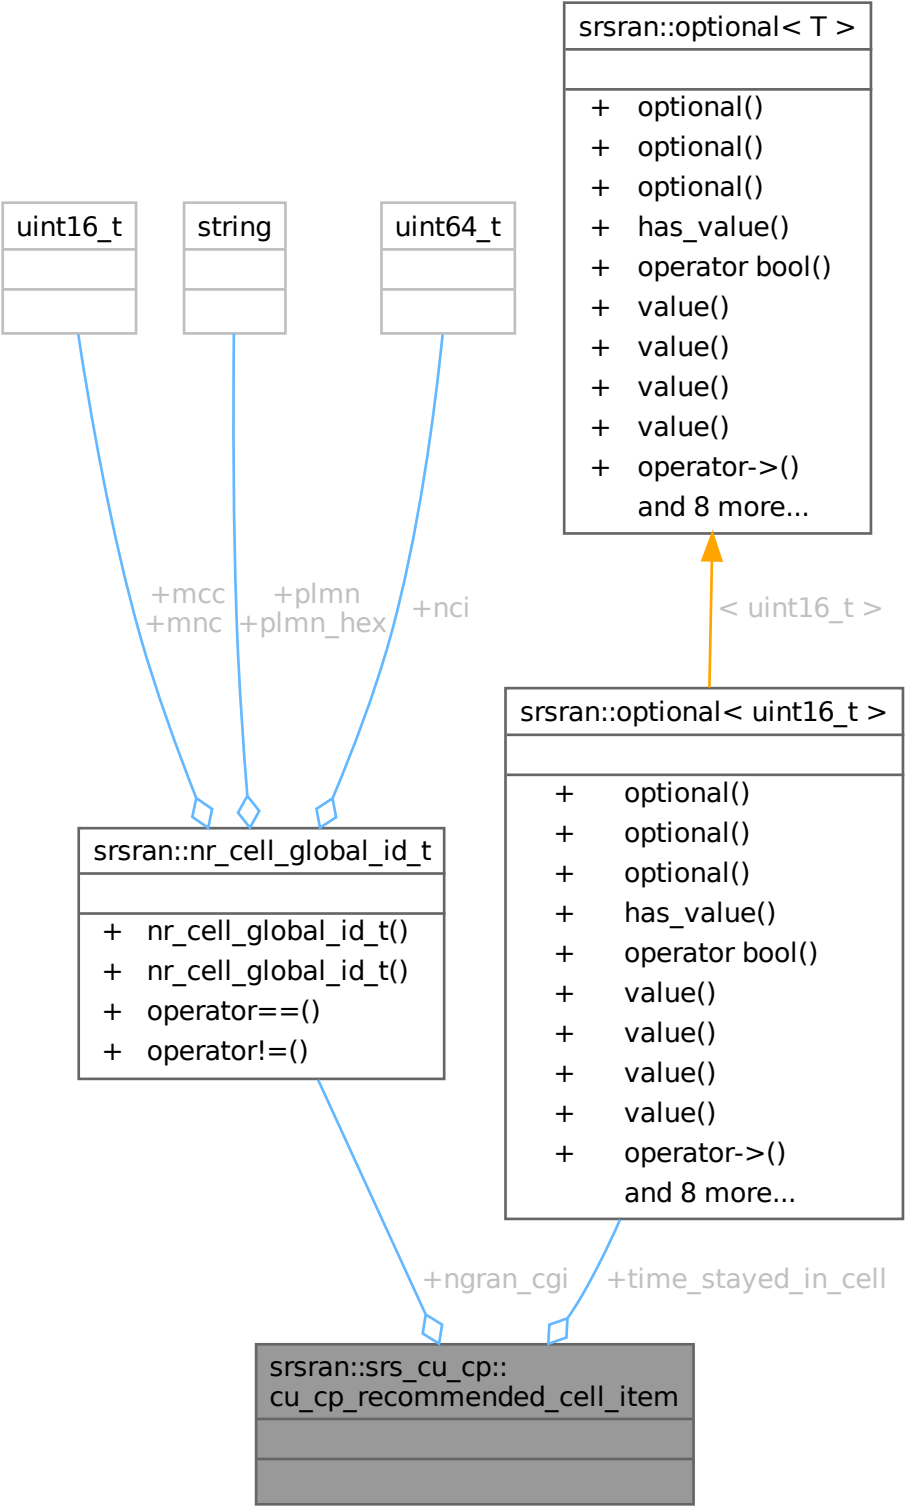 srsran::optional< T >
+ optional()
+ optional()
+ optional()
+ has_value()
+ operator bool()
+ value()
+ value()
+ value()
+ value()
+ operator->()
and 8 more...
uint16_t
string
uint64_t
+mcc
+mnc
+plmn
+plmn_hex
+nci
< uint16_t >
srsran::optional< uint16_t >
+ optional()
+ optional()
+ optional()
+ has_value()
+ operator bool()
+ value()
+ value()
+ value()
+ value()
+ operator->()
and 8 more...
srsran::nr_cell_global_id_t
+ nr_cell_global_id_t()
+ nr_cell_global_id_t()
+ operator==()
+ operator!=()
+ngran_cgi
+time_stayed_in_cell
srsran::srs_cu_cp::
cu_cp_recommended_cell_item